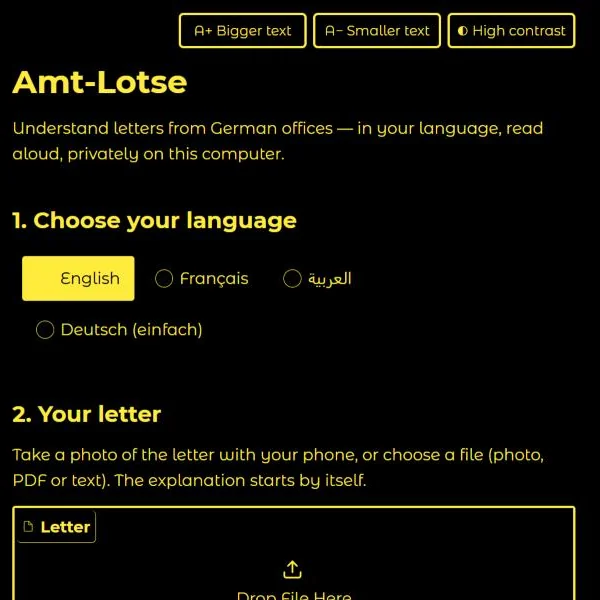 A+ Bigger text
A− Smaller text
◐ High contrast
Amt-Lotse
Understand letters from German offices — in your language, read
aloud, privately on this computer.
1. Choose your language
English
Français
العربية
Deutsch (einfach)
2. Your letter
Take a photo of the letter with your phone, or choose a file (photo,
PDF or text). The explanation starts by itself.
Letter
Drop File Here